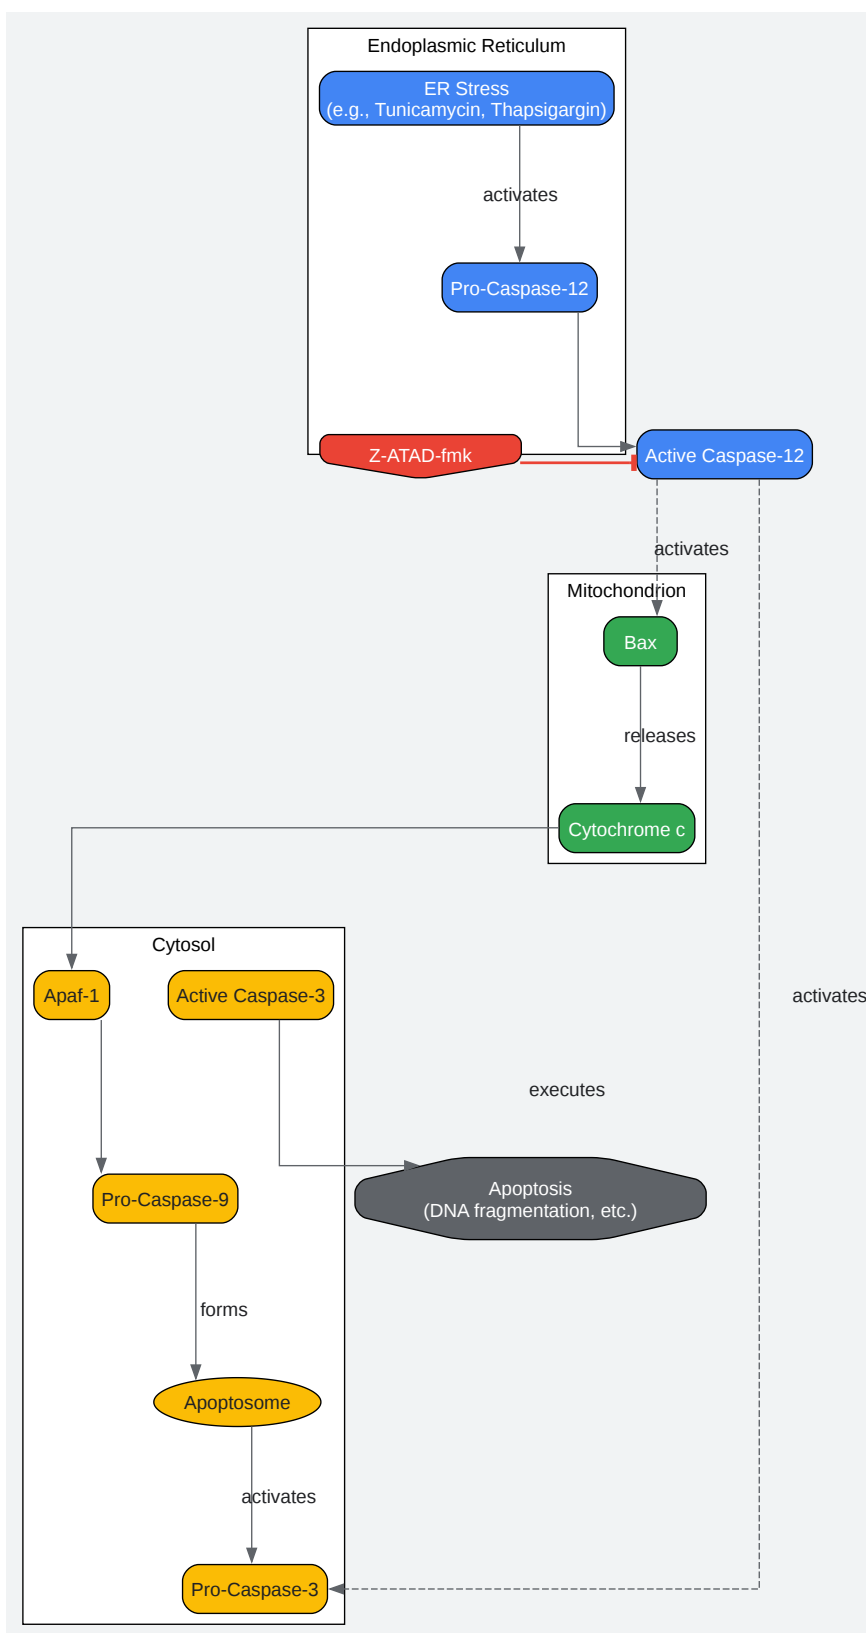 Endoplasmic Reticulum
ER Stress
(e.g., Tunicamycin, Thapsigargin)
activates
Pro-Caspase-12
Z-ATAD-fmk
Active Caspase-12
activates
Mitochondrion
Bax
releases
Cytochrome c
Cytosol
Apaf-1
Active Caspase-3
activates
executes
Apoptosis
(DNA fragmentation, etc.)
Pro-Caspase-9
forms
Apoptosome
activates
Pro-Caspase-3